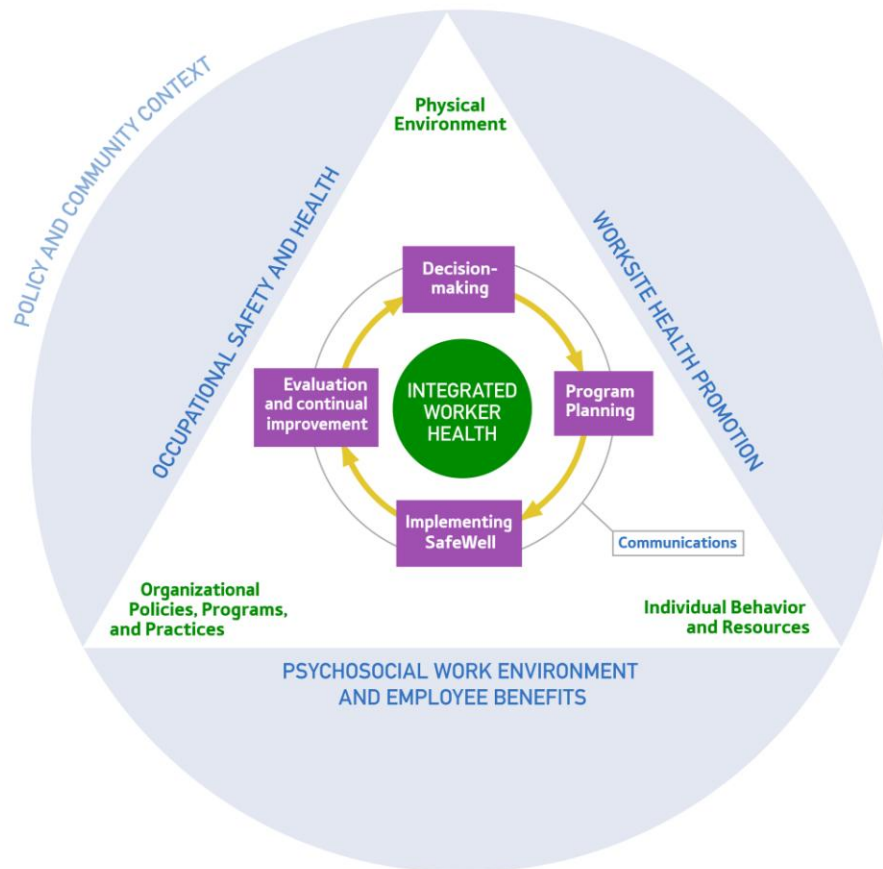 POLICY AND COMMUNITY CONTEXT
OCCUPATIONAL SAFETY AND HEALTH
WORKSITE HEALTH PROMOTION
Physical
Environment
Decision-
making
Evaluation
and continual
improvement
INTEGRATED
WORKER
HEALTH
Program
Planning
Implementing
SafeWell
Communications
Organizational
Policies, Programs,
and Practices
Individual Behavior
and Resources
PSYCHOSOCIAL WORK ENVIRONMENT
AND EMPLOYEE BENEFITS